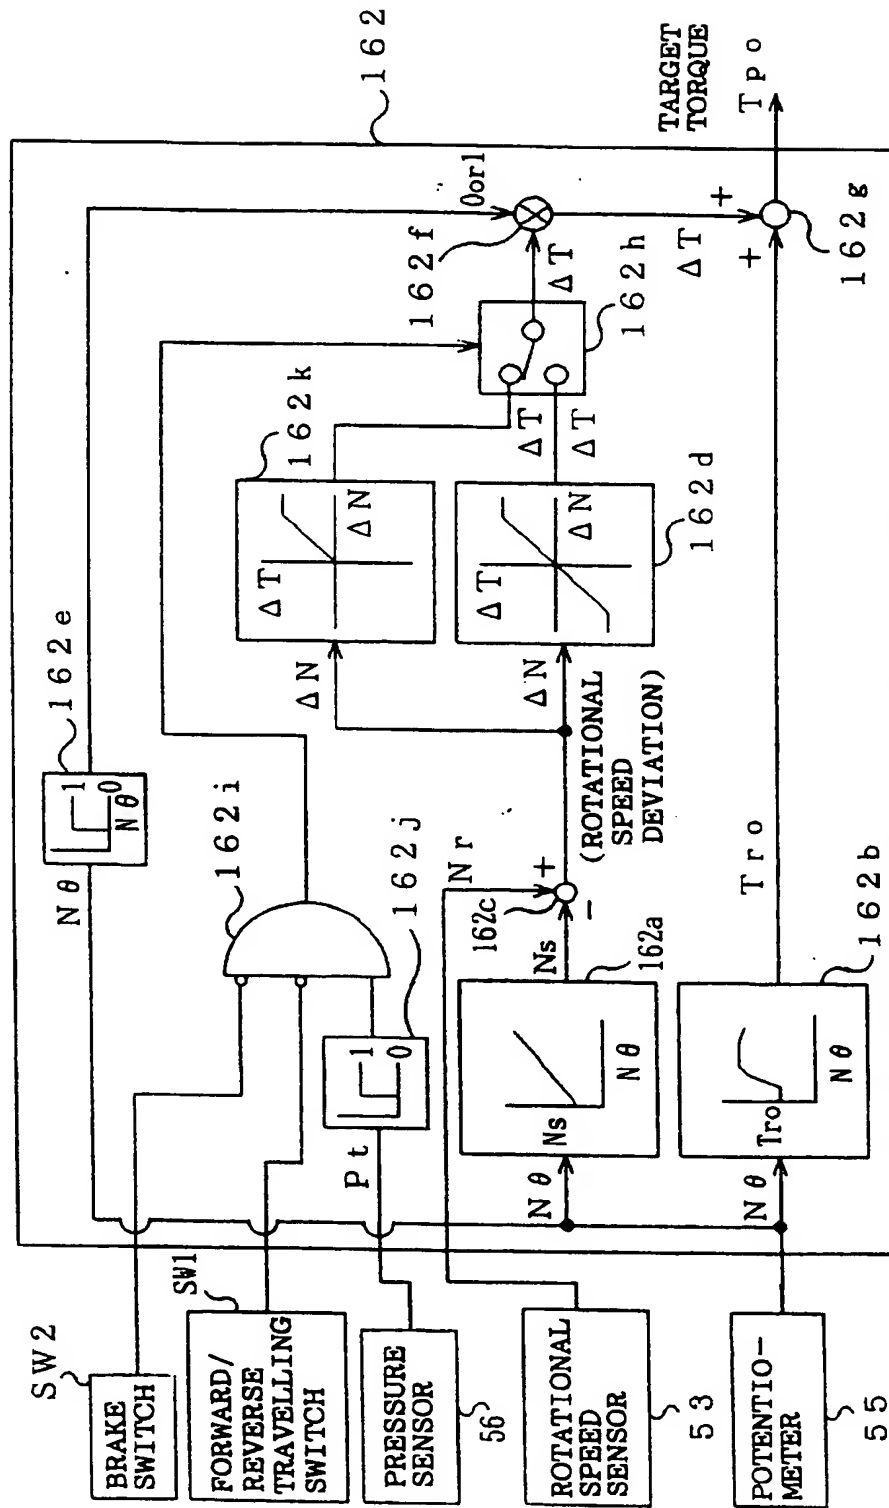 SW2
BRAKE
SWITCH
SW1
FORWARD/
REVERSE
TRAVELLING
SWITCH
PRESSURE
SENSOR
56
ROTATIONAL
SPEED
SENSOR
53
POTENTIO-
METER
55
162
Nθ
162e
1
0
Nθ
162i
Pt
1
0
162j
Nr
162c
+
-
Ns
162a
Ns
Nθ
Nθ
Tro
Nθ
Nθ
162b
Tro
(ROTATIONAL
SPEED
DEVIATION)
ΔN
ΔT
ΔN
162k
ΔN
ΔT
ΔN
162d
ΔT
ΔT
162h
ΔT
162f
0or1
ΔT
+
+
162g
TARGET
TORQUE
Tpo